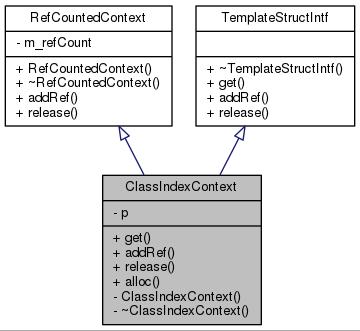 RefCountedContext
- m_refCount
+ RefCountedContext()
+ ~RefCountedContext()
+ addRef()
+ release()
TemplateStructIntf
+ ~TemplateStructIntf()
+ get()
+ addRef()
+ release()
ClassIndexContext
- p
+ get()
+ addRef()
+ release()
+ alloc()
- ClassIndexContext()
- ~ClassIndexContext()